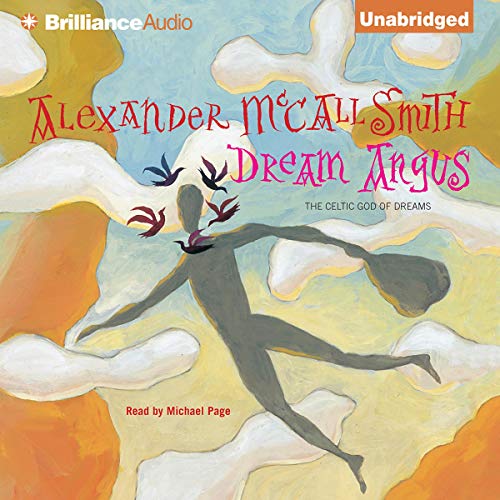 Brilliance Audio
Unabridged
ALEXANDER McCALL SMITH
DREAM ANGUS
THE CELTIC GOD OF DREAMS
Read by Michael Page